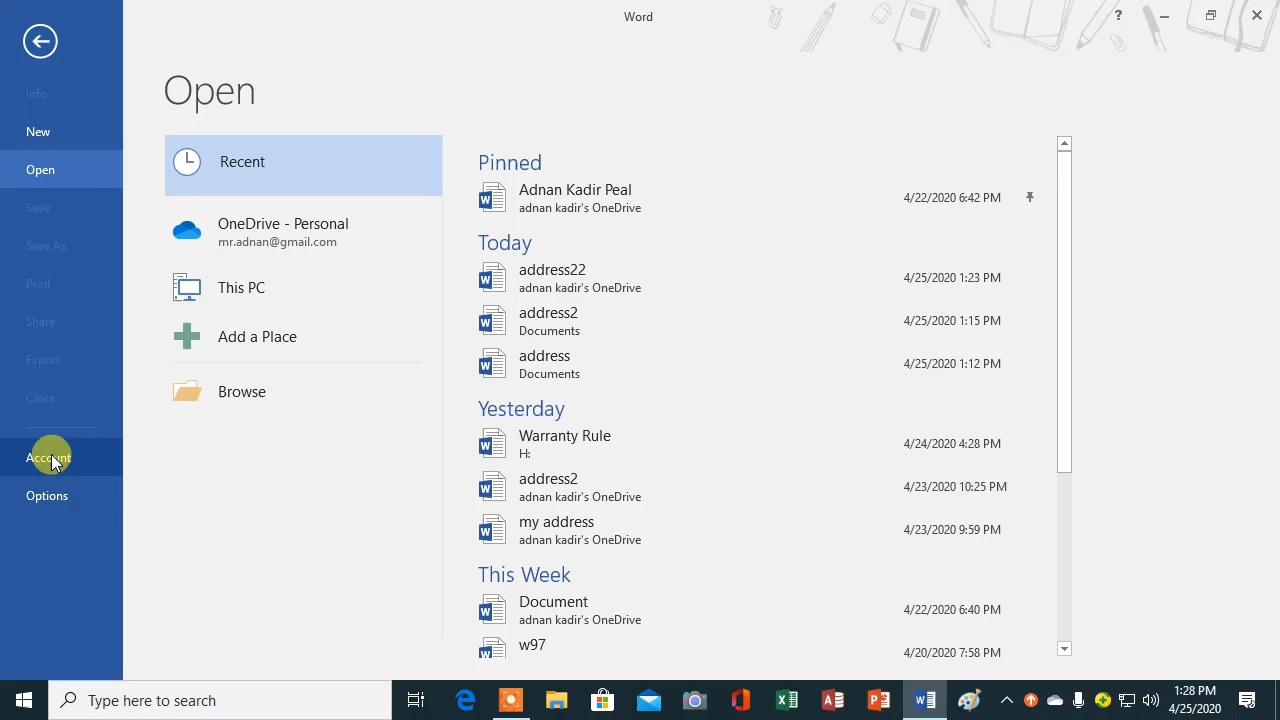 Word
?
Info
New
Open
Save
Save As
Print
Share
Export
Close
Account
Options
Open
Recent
OneDrive - Personal
mr.adnan@gmail.com
This PC
Add a Place
Browse
Pinned
Adnan Kadir Peal 4/22/2020 6:42 PM
adnan kadir's OneDrive
Today
address22 4/25/2020 1:23 PM
adnan kadir's OneDrive
address2 4/25/2020 1:15 PM
Documents
address 4/25/2020 1:12 PM
Documents
Yesterday
Warranty Rule 4/24/2020 4:28 PM
H:
address2 4/23/2020 10:25 PM
adnan kadir's OneDrive
my address 4/23/2020 9:59 PM
adnan kadir's OneDrive
This Week
Document 4/22/2020 6:40 PM
adnan kadir's OneDrive
w97 4/20/2020 7:58 PM
Type here to search
1:28 PM
4/25/2020